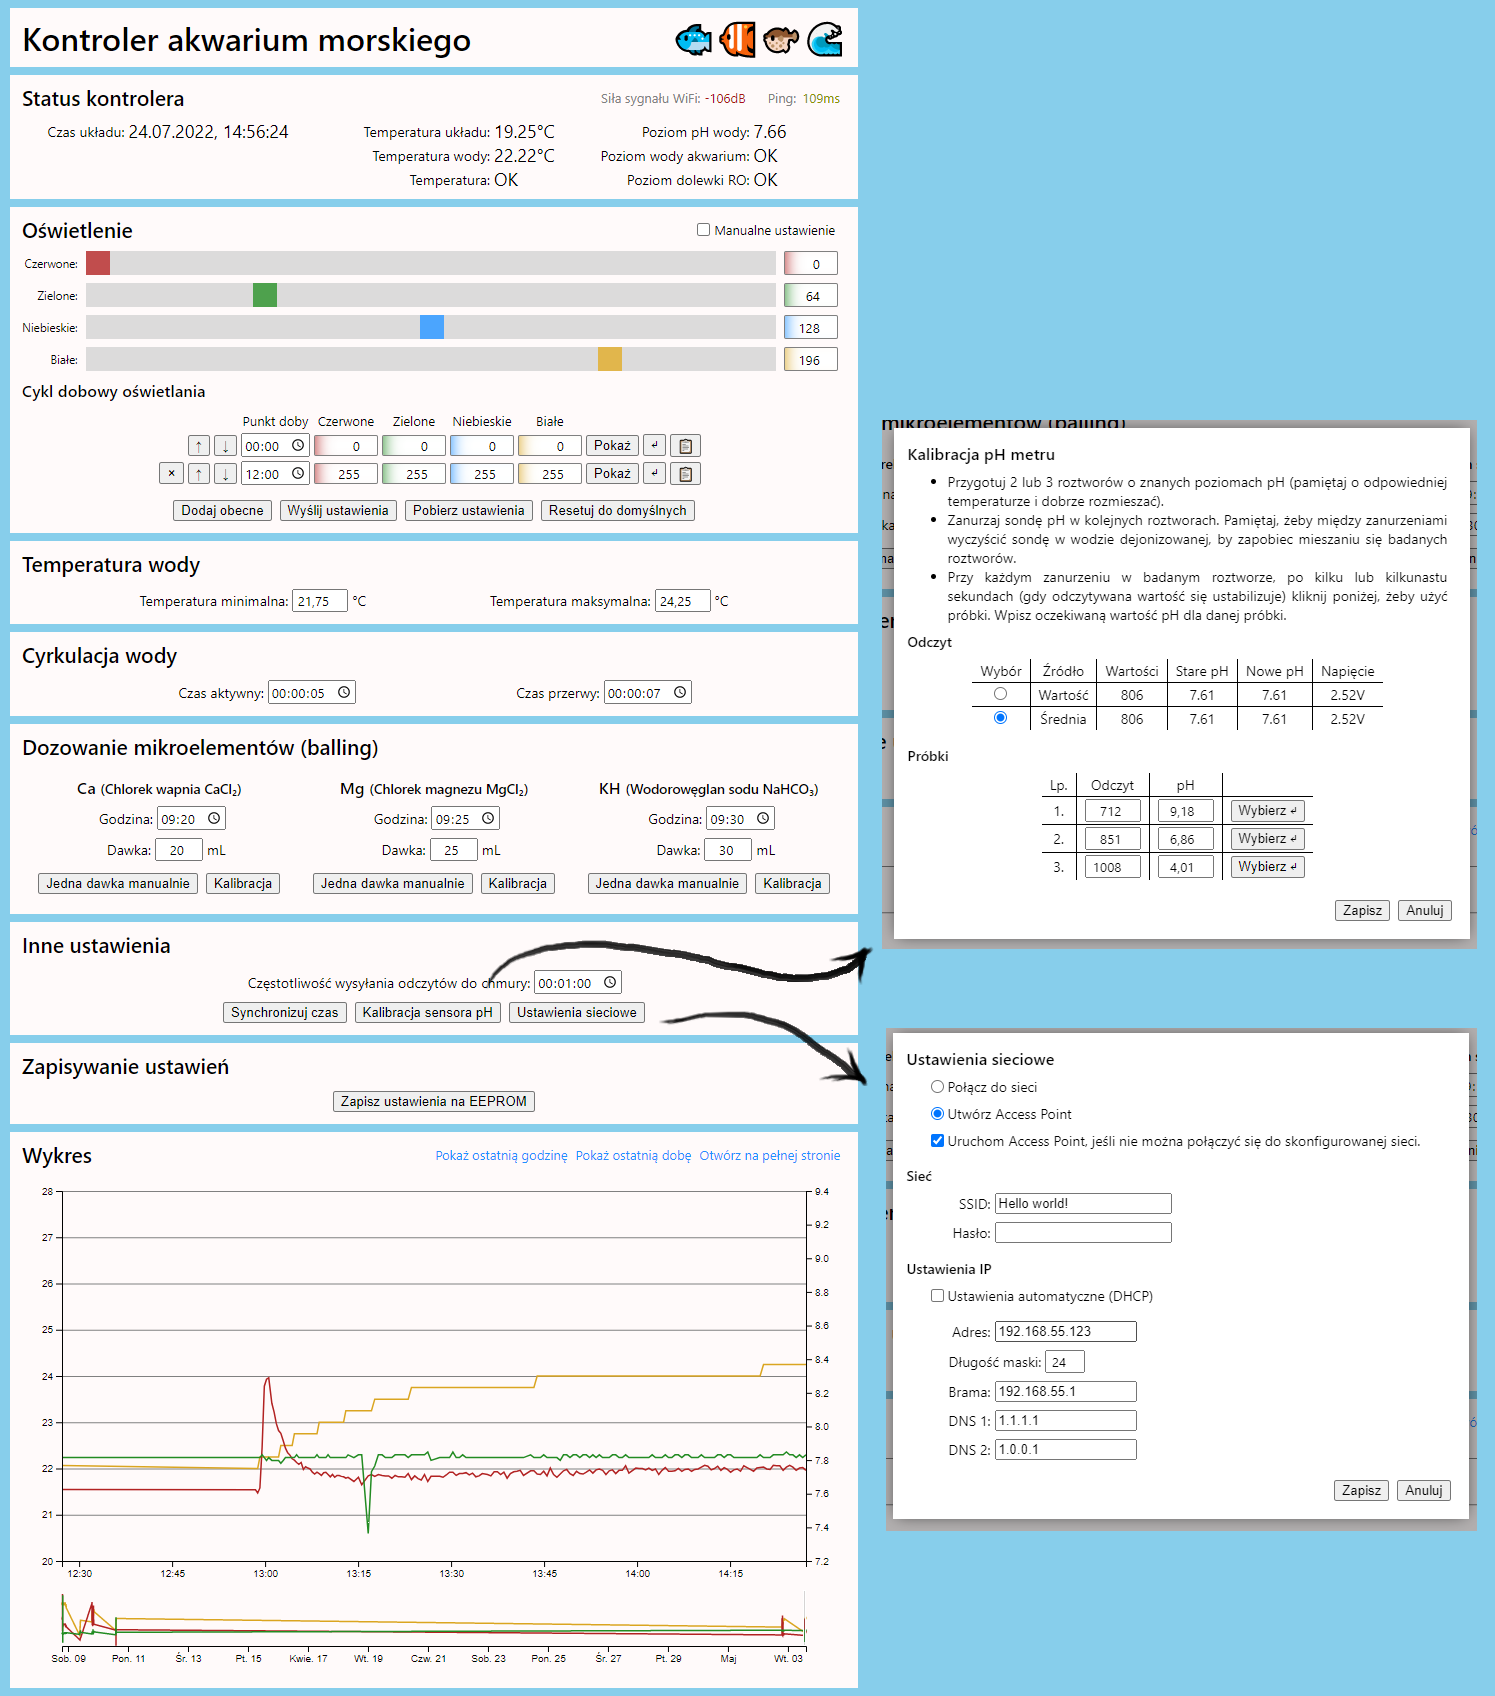 Kontroler akwarium morskiego
Status kontrolera
Siła sygnału WiFi: -106dB Ping: 109ms
Czas układu: 24.07.2022, 14:56:24
Temperatura układu: 19.25°C
Temperatura wody: 22.22°C
Temperatura: OK
Poziom pH wody: 7.66
Poziom wody akwarium: OK
Poziom dolewki RO: OK
Oświetlenie
Manualne ustawienie
Czerwone: 0
Zielone: 64
Niebieskie: 128
Białe: 196
Cykl dobowy oświetlania
Punkt doby Czerwone Zielone Niebieskie Białe
↑ ↓ 00:00 0 0 0 0 Pokaż ↲
× ↑ ↓ 12:00 255 255 255 255 Pokaż ↲
Dodaj obecne Wyślij ustawienia Pobierz ustawienia Resetuj do domyślnych
Temperatura wody
Temperatura minimalna: 21,75 °C Temperatura maksymalna: 24,25 °C
Cyrkulacja wody
Czas aktywny: 00:00:05 Czas przerwy: 00:00:07
Dozowanie mikroelementów (balling)
Ca (Chlorek wapnia CaCl₂) Mg (Chlorek magnezu MgCl₂) KH (Wodorowęglan sodu NaHCO₃)
Godzina: 09:20 Godzina: 09:25 Godzina: 09:30
Dawka: 20 mL Dawka: 25 mL Dawka: 30 mL
Jedna dawka manualnie Kalibracja Jedna dawka manualnie Kalibracja Jedna dawka manualnie Kalibracja
Inne ustawienia
Częstotliwość wysyłania odczytów do chmury: 00:01:00
Synchronizuj czas Kalibracja sensora pH Ustawienia sieciowe
Zapisywanie ustawień
Zapisz ustawienia na EEPROM
Wykres
Pokaż ostatnią godzinę Pokaż ostatnią dobę Otwórz na pełnej stronie
28 9.4
9.2
27
9.0
26 8.8
8.6
25
8.4
24
8.2
23
8.0
7.8
22
7.6
21
7.4
20 7.2
12:30 12:45 13:00 13:15 13:30 13:45 14:00 14:15
Sob. 09 Pon. 11 Śr. 13 Pt. 15 Kwie. 17 Wt. 19 Czw. 21 Sob. 23 Pon. 25 Śr. 27 Pt. 29 Maj Wt. 03
mikroelementów (balling)
Kalibracja pH metru
• Przygotuj 2 lub 3 roztworów o znanych poziomach pH (pamiętaj o odpowiedniej
temperaturze i dobrze rozmieszać).
• Zanurzaj sondę pH w kolejnych roztworach. Pamiętaj, żeby między zanurzeniami
wyczyścić sondę w wodzie dejonizowanej, by zapobiec mieszaniu się badanych
roztworów.
• Przy każdym zanurzeniu w badanym roztworze, po kilku lub kilkunastu
sekundach (gdy odczytywana wartość się ustabilizuje) kliknij poniżej, żeby użyć
próbki. Wpisz oczekiwaną wartość pH dla danej próbki.
Odczyt
Wybór Źródło Wartości Stare pH Nowe pH Napięcie
Wartość 806 7.61 7.61 2.52V
Średnia 806 7.61 7.61 2.52V
Próbki
Lp. Odczyt pH
1. 712 9,18 Wybierz ↲
2. 851 6,86 Wybierz ↲
3. 1008 4,01 Wybierz ↲
Zapisz Anuluj
Ustawienia sieciowe
Połącz do sieci
Utwórz Access Point
Uruchom Access Point, jeśli nie można połączyć się do skonfigurowanej sieci.
Sieć
SSID: Hello world!
Hasło:
Ustawienia IP
Ustawienia automatyczne (DHCP)
Adres: 192.168.55.123
Długość maski: 24
Brama: 192.168.55.1
DNS 1: 1.1.1.1
DNS 2: 1.0.0.1
Zapisz Anuluj